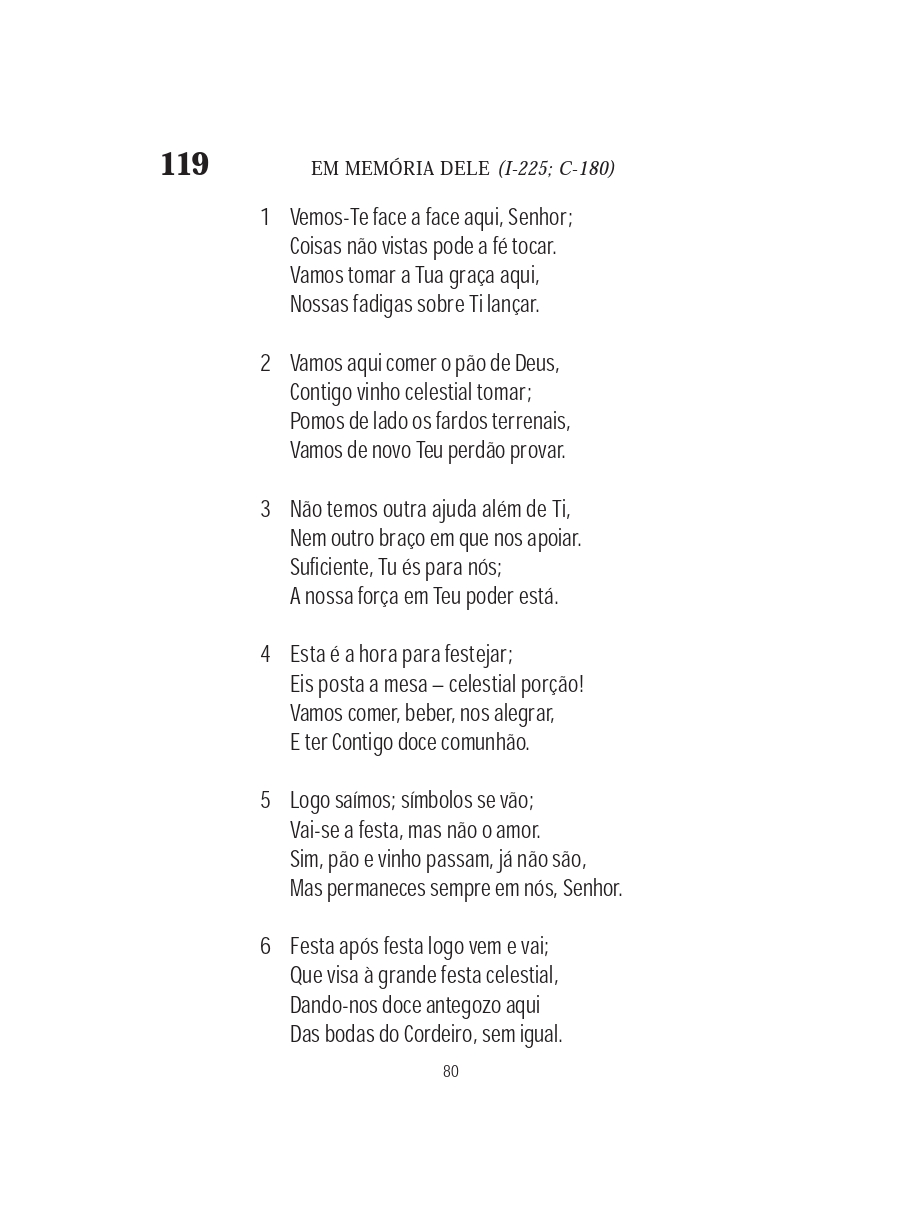 119 EM MEMÓRIA DELE (I-225; C-180)
1 Vemos-Te face a face aqui, Senhor;
Coisas não vistas pode a fé tocar.
Vamos tomar a Tua graça aqui,
Nossas fadigas sobre Ti lançar.
2 Vamos aqui comer o pão de Deus,
Contigo vinho celestial tomar;
Pomos de lado os fardos terrenais,
Vamos de novo Teu perdão provar.
3 Não temos outra ajuda além de Ti,
Nem outro braço em que nos apoiar.
Suficiente, Tu és para nós;
A nossa força em Teu poder está.
4 Esta é a hora para festejar;
Eis posta a mesa – celestial porção!
Vamos comer, beber, nos alegrar,
E ter Contigo doce comunhão.
5 Logo saímos; símbolos se vão;
Vai-se a festa, mas não o amor.
Sim, pão e vinho passam, já não são,
Mas permaneces sempre em nós, Senhor.
6 Festa após festa logo vem e vai;
Que visa à grande festa celestial,
Dando-nos doce antegozo aqui
Das bodas do Cordeiro, sem igual.
80